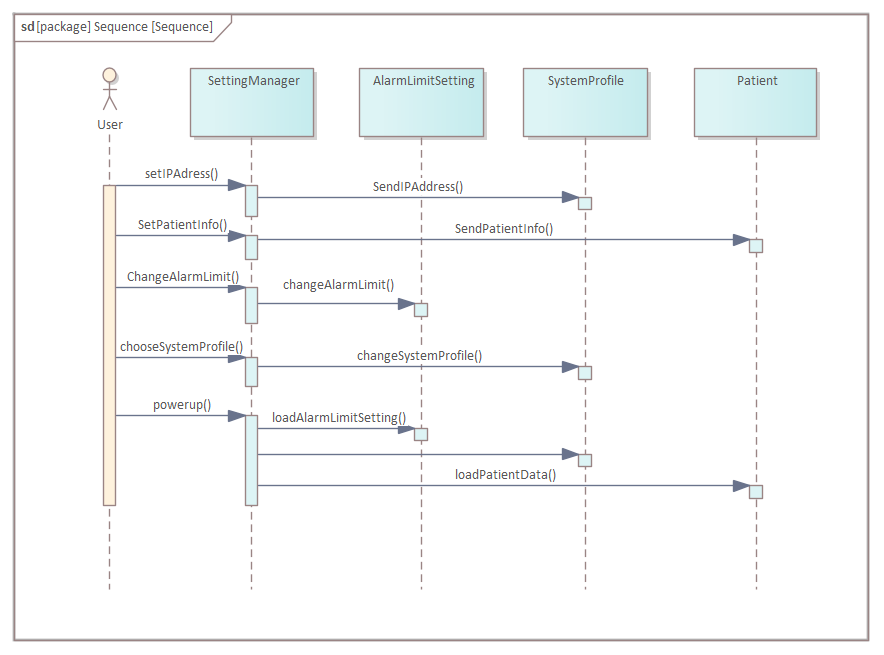 sd [package] Sequence [Sequence]
SettingManager
AlarmLimitSetting
SystemProfile
Patient
User
setIPAdress()
SendIPAddress()
SetPatientInfo()
SendPatientInfo()
ChangeAlarmLimit()
changeAlarmLimit()
chooseSystemProfile()
changeSystemProfile()
powerup()
loadAlarmLimitSetting()
loadPatientData()